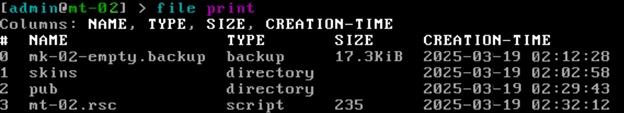 [admin@mt-02] > file print
Columns: NAME, TYPE, SIZE, CREATION-TIME
#  NAME                 TYPE       SIZE     CREATION-TIME
0  mk-02-empty.backup   backup     17.3KiB  2025-03-19 02:12:28
1  skins                directory           2025-03-19 02:02:58
2  pub                  directory           2025-03-19 02:29:43
3  mt-02.rsc            script     235      2025-03-19 02:32:12